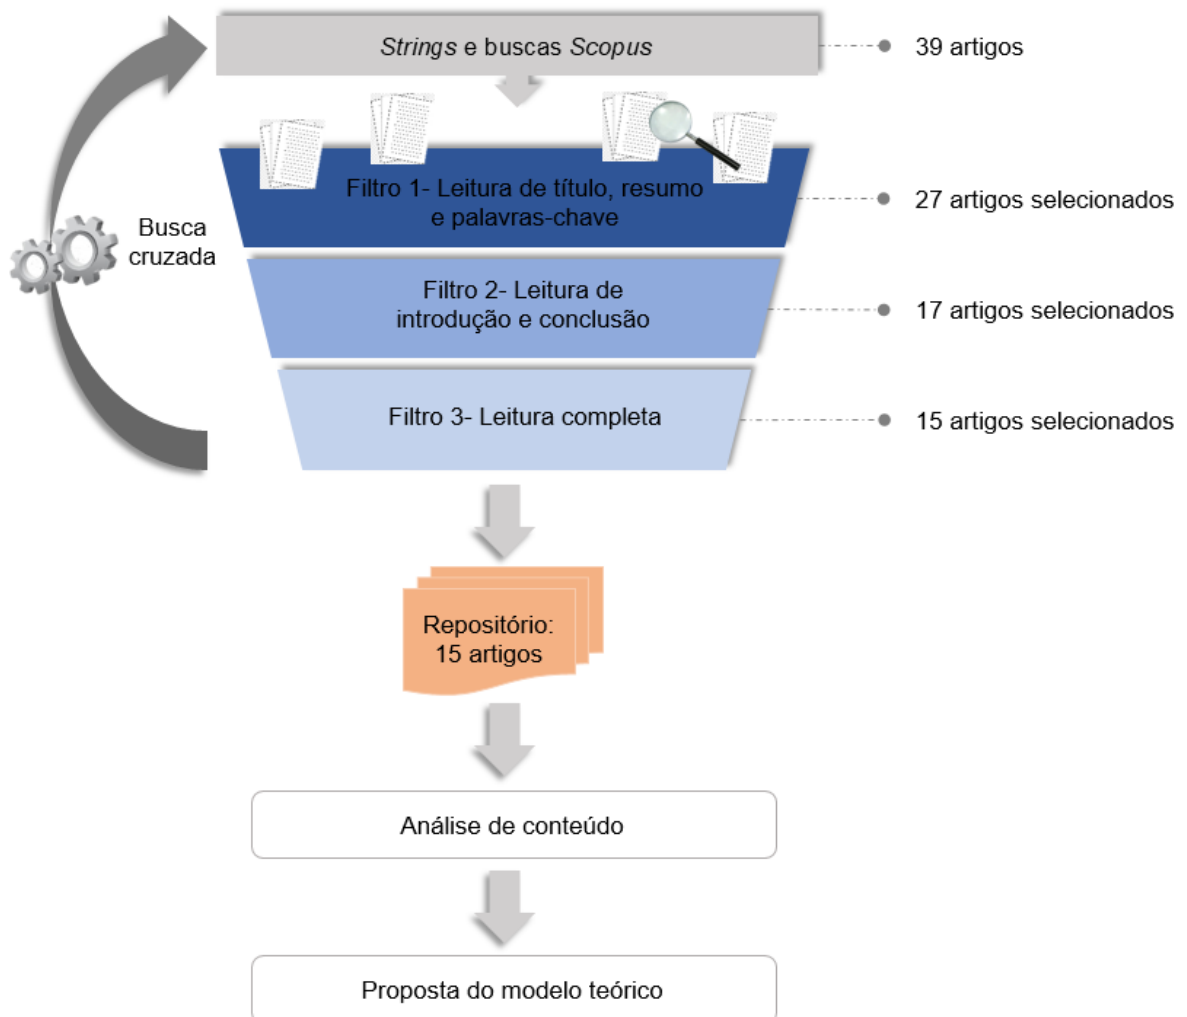 Strings e buscas Scopus
39 artigos
Filtro 1- Leitura de título, resumo
e palavras-chave
27 artigos selecionados
Busca
cruzada
Filtro 2- Leitura de
introdução e conclusão
17 artigos selecionados
Filtro 3- Leitura completa
15 artigos selecionados
Repositório:
15 artigos
Análise de conteúdo
Proposta do modelo teórico